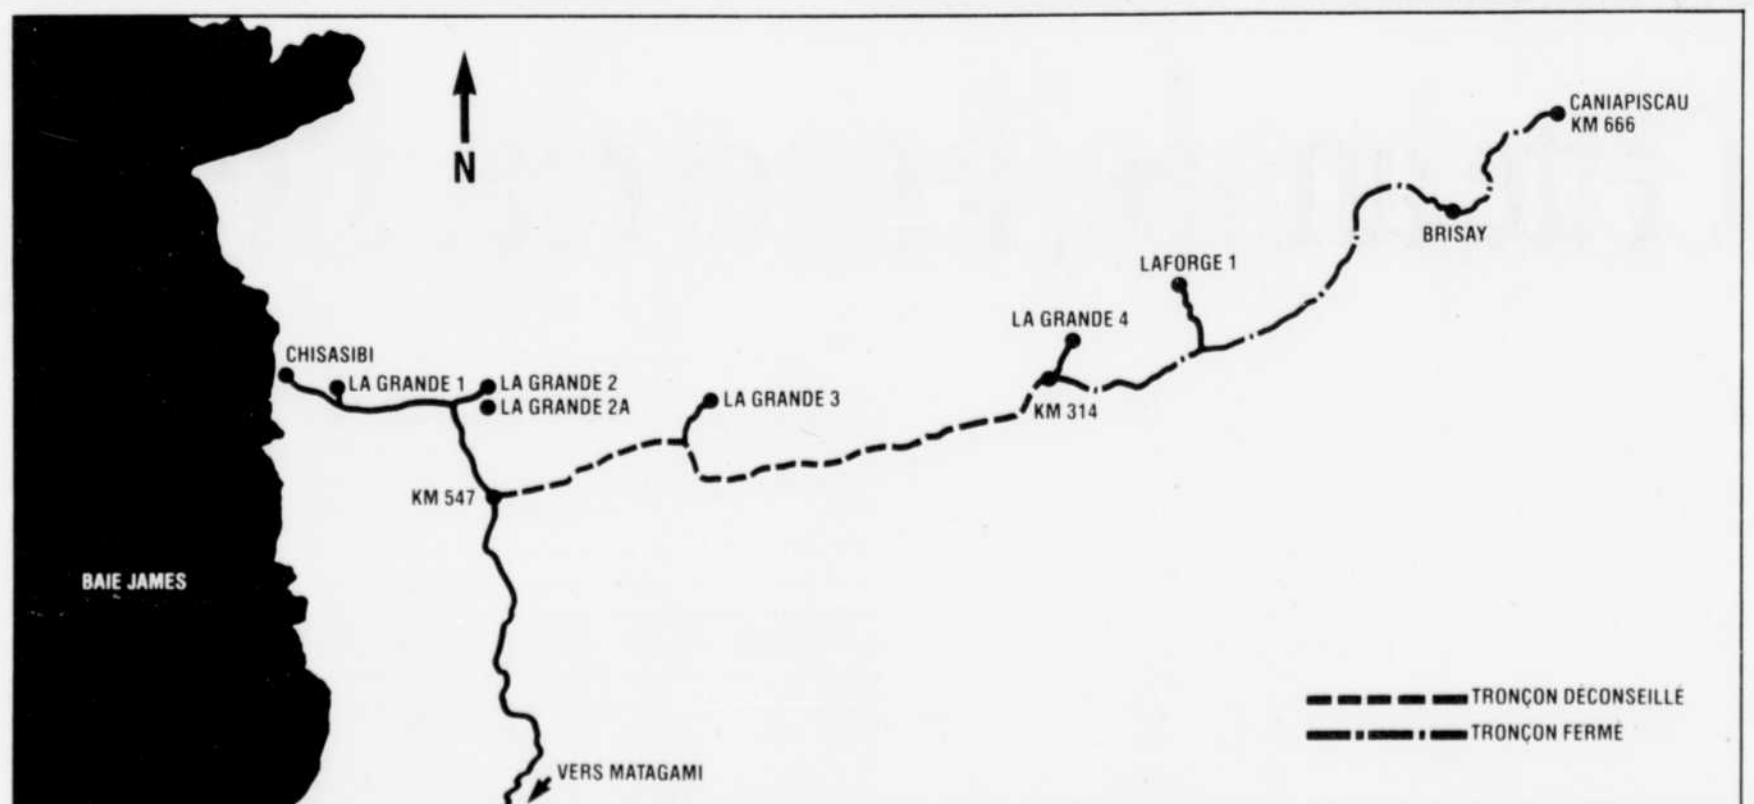 CANIAPISCAU
KM 666
N
BRISAY
LAFORGE 1
LA GRANDE 4
CHISASIBI
LA GRANDE 1
LA GRANDE 2
LA GRANDE 2A
LA GRANDE 3
KM 314
KM 547
BAIE JAMES
TRONÇON DÉCONSEILLÉ
TRONÇON FERMÉ
VERS MATAGAMI